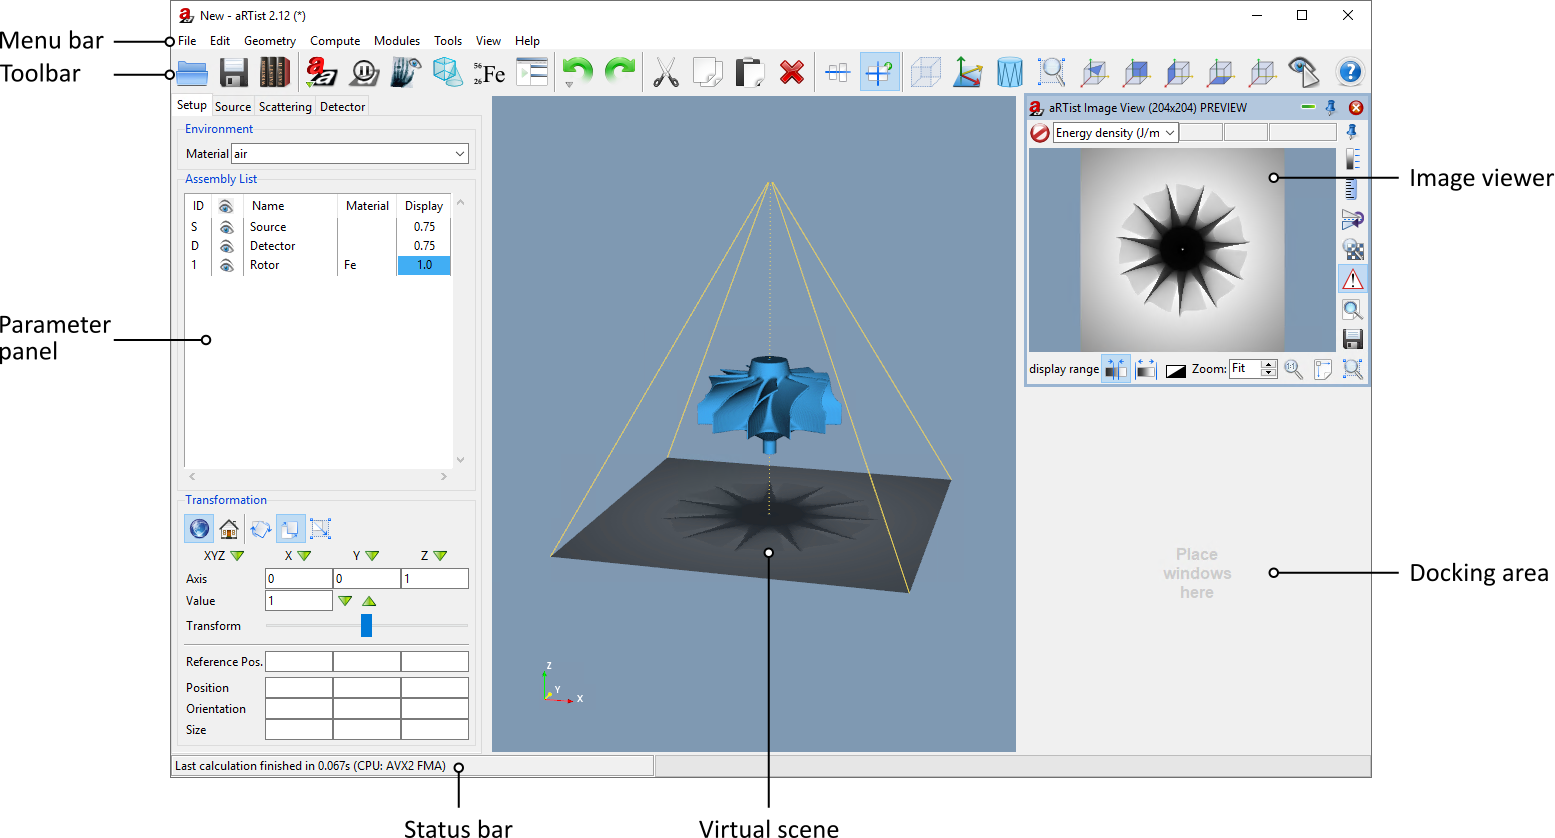 New - aRTist 2.12 (*)
Menu bar
File Edit Geometry Compute Modules Tools View Help
Toolbar
56
26 Fe
Setup Source Scattering Detector
aRTist Image View (204x204) PREVIEW
Environment
Energy density (J/m
Material air
Assembly List
Image viewer
ID Name Material Display
S Source 0.75
D Detector 0.75
1 Rotor Fe 1.0
Parameter
panel
display range Zoom: Fit
1:1
Transformation
XYZ X Y Z
Place
windows
here
Docking area
Axis 0 0 1
Value 1
Transform
Reference Pos.
Position
Orientation
Size
Z
Y
X
Last calculation finished in 0.067s (CPU: AVX2 FMA)
Status bar
Virtual scene